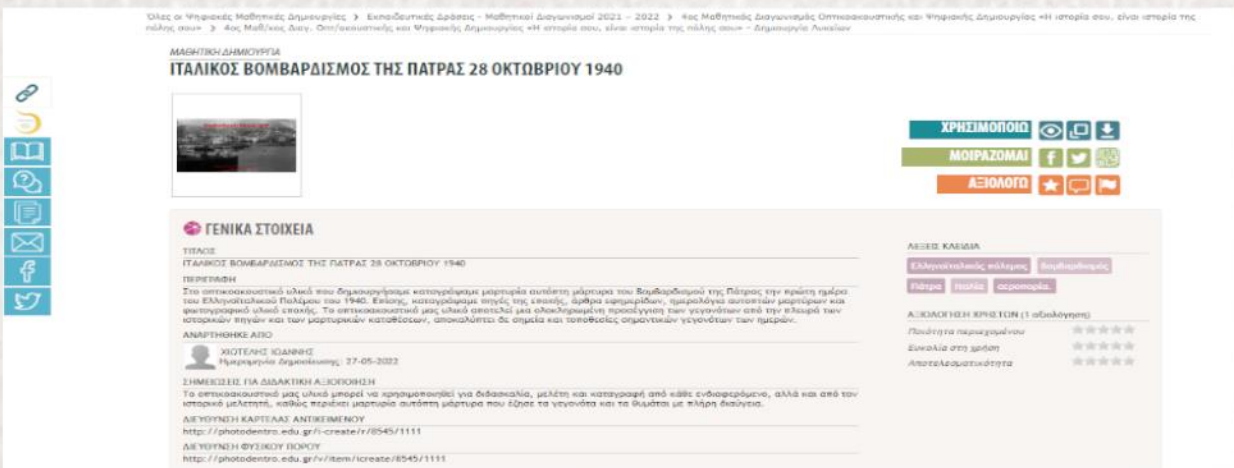 Όλες οι Ψηφιακές Μαθητικές Δημιουργίες ❯ Εκπαιδευτικές Δράσεις - Μαθητικοί Διαγωνισμοί 2021 – 2022 ❯ 4ος Μαθητικός Διαγωνισμός Οπτικοακουστικής και Ψηφιακής Δημιουργίας «Η ιστορία σου, είναι ιστορία της
πόλης σου» ❯ 4ος Μαθ/κος Διαγ. Οπτ/ακουστικής και Ψηφιακής Δημιουργίας «Η ιστορία σου, είναι ιστορία της πόλης σου» - Δημιουργία Λυκείων
ΜΑΘΗΤΙΚΗ ΔΗΜΙΟΥΡΓΙΑ
ΙΤΑΛΙΚΟΣ ΒΟΜΒΑΡΔΙΣΜΟΣ ΤΗΣ ΠΑΤΡΑΣ 28 ΟΚΤΩΒΡΙΟΥ 1940
ΧΡΗΣΙΜΟΠΟΙΩ
ΜΟΙΡΑΖΟΜΑΙ
ΑΞΙΟΛΟΓΩ
ΓΕΝΙΚΑ ΣΤΟΙΧΕΙΑ
ΤΙΤΛΟΣ
ΙΤΑΛΙΚΟΣ ΒΟΜΒΑΡΔΙΣΜΟΣ ΤΗΣ ΠΑΤΡΑΣ 28 ΟΚΤΩΒΡΙΟΥ 1940
ΠΕΡΙΓΡΑΦΗ
Στο οπτικοακουστικό υλικό που δημιουργήσαμε καταγράψαμε μαρτυρία αυτόπτη μάρτυρα του Βομβαρδισμού της Πάτρας την πρώτη ημέρα
του Ελληνοϊταλικού Πολέμου του 1940. Επίσης, καταγράψαμε πηγές της εποχής, άρθρα εφημερίδων, ημερολόγια αυτοπτών μαρτύρων και
φωτογραφικό υλικό εποχής. Το οπτικοακουστικό μας υλικό αποτελεί μια ολοκληρωμένη προσέγγιση των γεγονότων από την πλευρά των
ιστορικών πηγών και των μαρτυρικών καταθέσεων, αποκαλύπτει δε σημεία και τοποθεσίες σημαντικών γεγονότων των ημερών.
ΑΝΑΡΤΗΘΗΚΕ ΑΠΟ
ΧΙΟΤΕΛΗΣ ΙΩΑΝΝΗΣ
Ημερομηνία Δημοσίευσης: 27-05-2022
ΣΗΜΕΙΩΣΕΙΣ ΓΙΑ ΔΙΔΑΚΤΙΚΗ ΑΞΙΟΠΟΙΗΣΗ
Το οπτικοακουστικό μας υλικό μπορεί να χρησιμοποιηθεί για διδασκαλία, μελέτη και καταγραφή από κάθε ενδιαφερόμενο, αλλά και από τον
ιστορικό μελετητή, καθώς περιέχει μαρτυρία αυτόπτη μάρτυρα που έζησε τα γεγονότα και τα θυμάται με πλήρη διαύγεια.
ΔΙΕΥΘΥΝΣΗ ΚΑΡΤΕΛΑΣ ΑΝΤΙΚΕΙΜΕΝΟΥ
http://photodentro.edu.gr/i-create/r/8545/1111
ΔΙΕΥΘΥΝΣΗ ΦΥΣΙΚΟΥ ΠΟΡΟΥ
http://photodentro.edu.gr/v/item/icreate/8545/1111
ΛΕΞΕΙΣ ΚΛΕΙΔΙΑ
Ελληνοϊταλικός πόλεμος Βομβαρδισμός
Πάτρα Ιταλία αεροπορία.
ΑΞΙΟΛΟΓΗΣΗ ΧΡΗΣΤΩΝ (1 αξιολόγηση)
Ποιότητα περιεχομένου
Ευκολία στη χρήση
Αποτελεσματικότητα